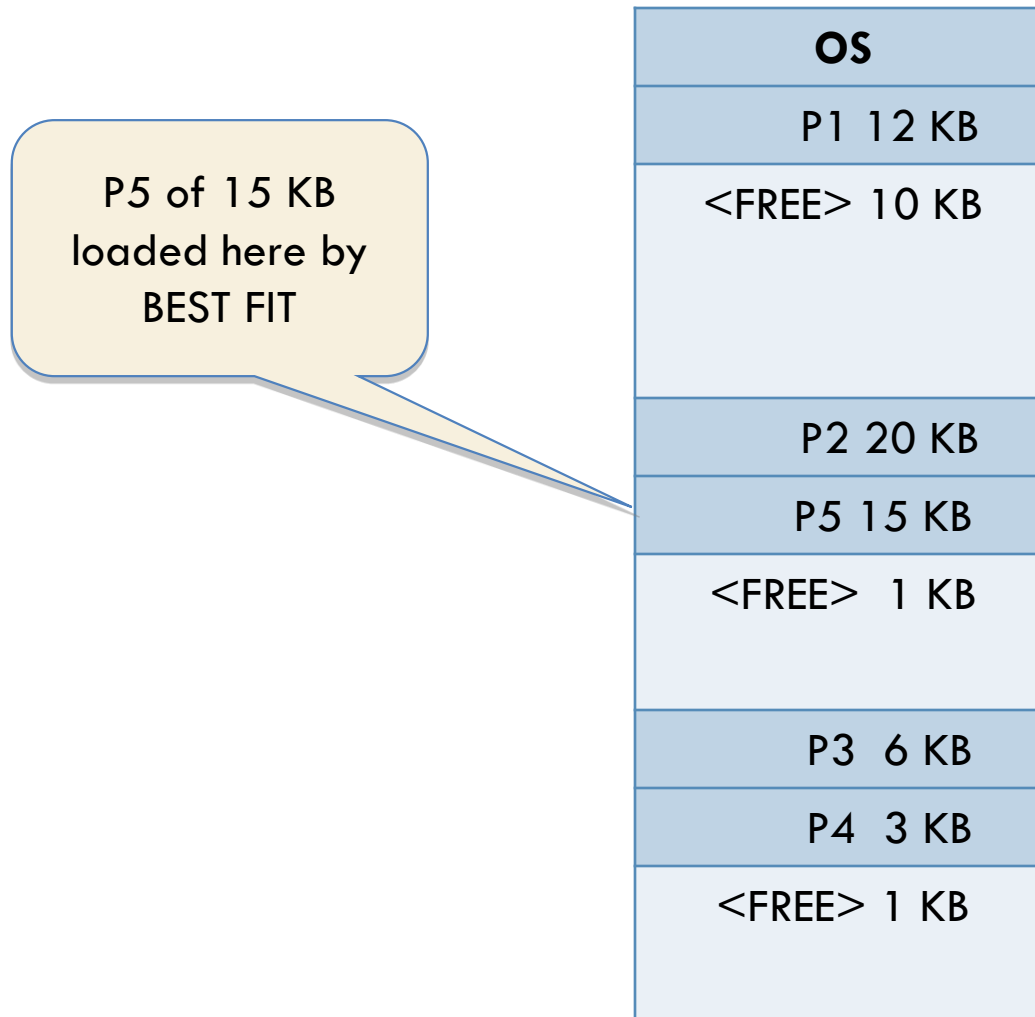 P5 of 15 KB
loaded here by
BEST FIT
OS
P1 12 KB
<FREE> 10 KB
P2 20 KB
P5 15 KB
<FREE>  1 KB
P3  6 KB
P4  3 KB
<FREE> 1 KB